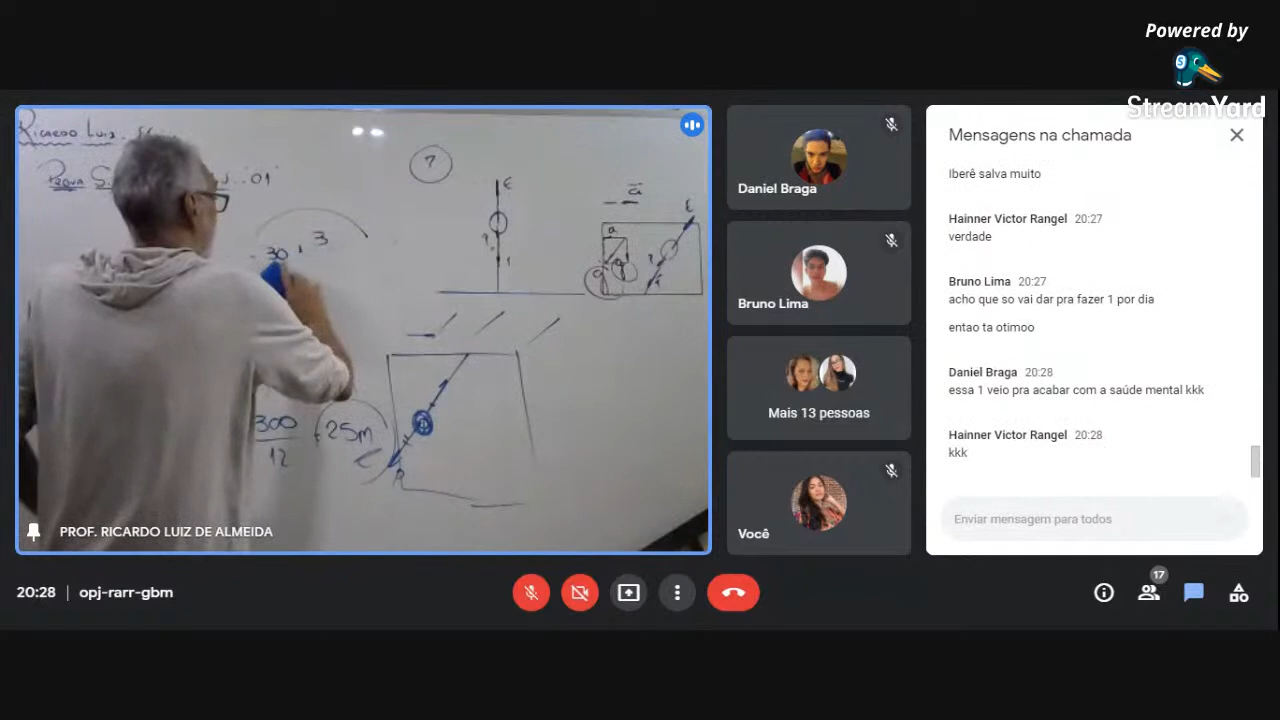 Powered by
StreamYard
RICARDO LUIZ
PROVA
01
30
3
?
E
a
E
a
g
300
12
25m
PROF. RICARDO LUIZ DE ALMEIDA
Daniel Braga
Bruno Lima
Mais 13 pessoas
Você
Mensagens na chamada
Iberê salva muito
Hainner Victor Rangel 20:27
verdade
Bruno Lima 20:27
acho que so vai dar pra fazer 1 por dia
entao ta otimoo
Daniel Braga 20:28
essa 1 veio pra acabar com a saúde mental kkk
Hainner Victor Rangel 20:28
kkk
Enviar mensagem para todos
20:28 | opj-rarr-gbm
17